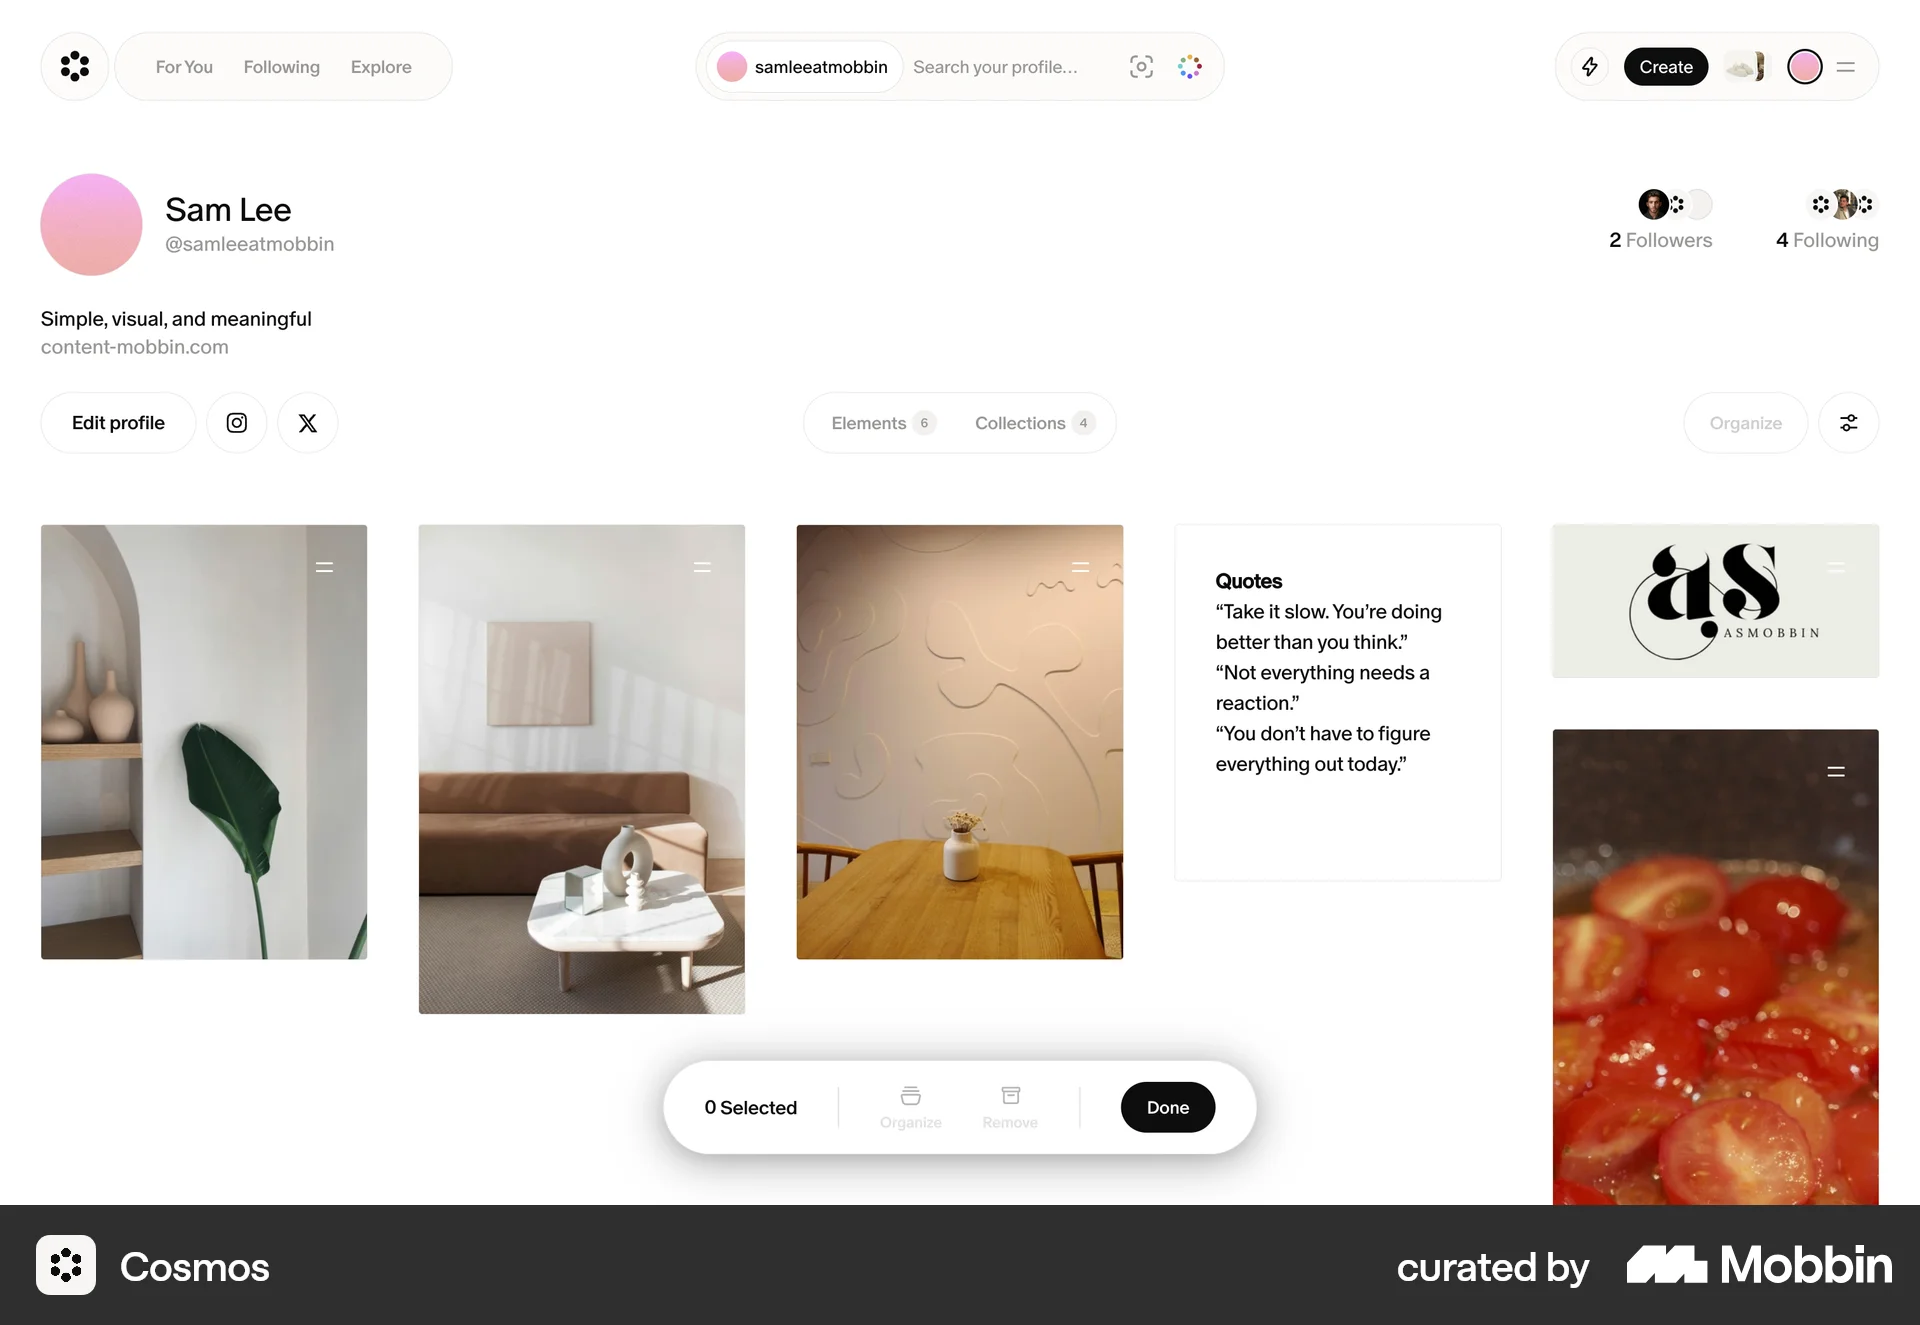 For You
Following
Explore
samleeatmobbin
Search your profile...
Create
Sam Lee
@samleeatmobbin
2 Followers
4 Following
Simple, visual, and meaningful
content-mobbin.com
Edit profile
Elements 6
Collections 4
Organize
Quotes
“Take it slow. You’re doing
better than you think.”
“Not everything needs a
reaction.”
“You don’t have to figure
everything out today.”
as
ASMOBBIN
0 Selected
Organize
Remove
Done
Cosmos
curated by
Mobbin